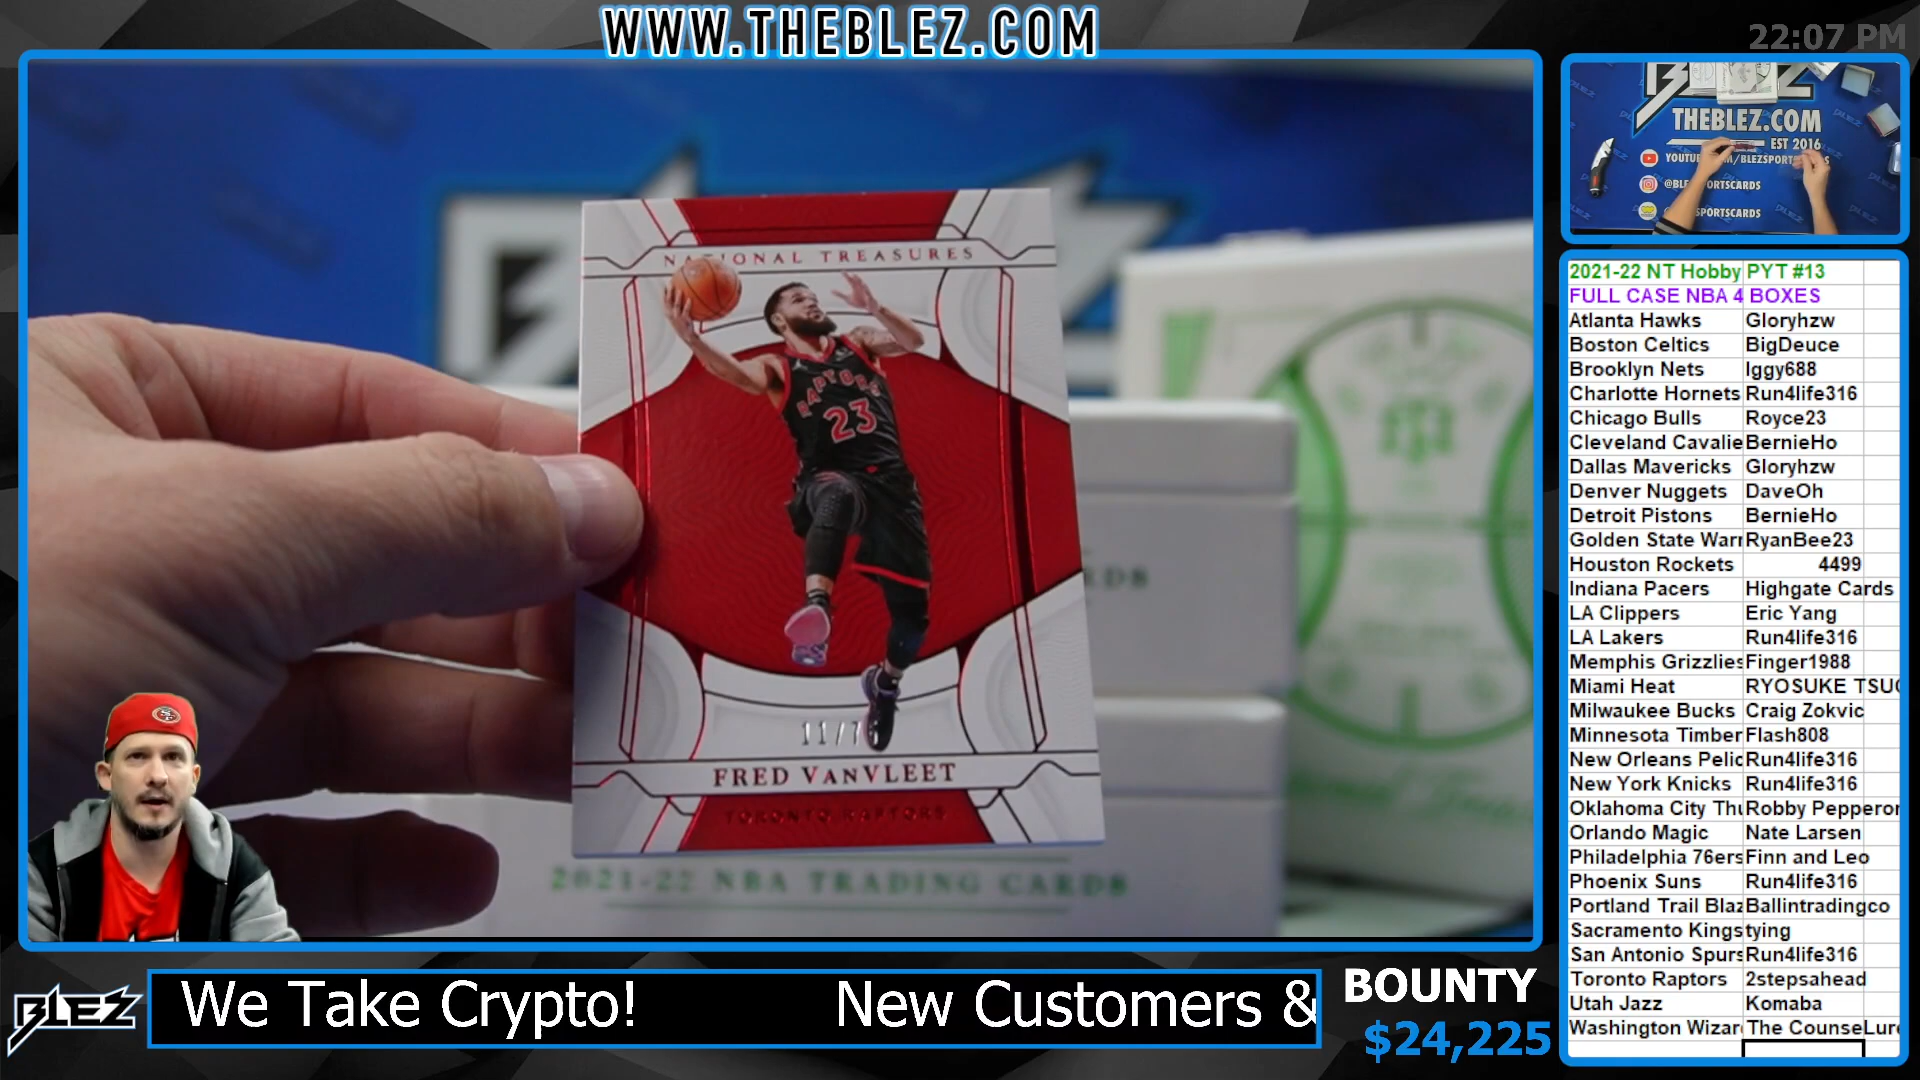 WWW.THEBLEZ.COM
22:07 PM
NATIONAL TREASURES
RAPTORS
23
11/7
FRED VANVLEET
TORONTO RAPTORS
2021-22 NBA TRADING CARDS
RDS
BLEZ
THEBLEZ.COM
EST 2016
2021-22 NT Hobby PYT #13
FULL CASE NBA 4 BOXES
Atlanta Hawks Gloryhzw
Boston Celtics BigDeuce
Brooklyn Nets Iggy688
Charlotte Hornets Run4life316
Chicago Bulls Royce23
Cleveland Cavalie BernieHo
Dallas Mavericks Gloryhzw
Denver Nuggets DaveOh
Detroit Pistons BernieHo
Golden State Warr RyanBee23
Houston Rockets 4499
Indiana Pacers Highgate Cards
LA Clippers Eric Yang
LA Lakers Run4life316
Memphis Grizzlies Finger1988
Miami Heat RYOSUKE TSUG
Milwaukee Bucks Craig Zokvic
Minnesota Timber Flash808
New Orleans Pelic Run4life316
New York Knicks Run4life316
Oklahoma City Thu Robby Pepperor
Orlando Magic Nate Larsen
Philadelphia 76ers Finn and Leo
Phoenix Suns Run4life316
Portland Trail Blaz Ballintradingco
Sacramento Kings tying
San Antonio Spurs Run4life316
Toronto Raptors 2stepsahead
Utah Jazz Komaba
Washington Wizar The CounseLure
BLEZ
We Take Crypto! New Customers &
BOUNTY
$24,225